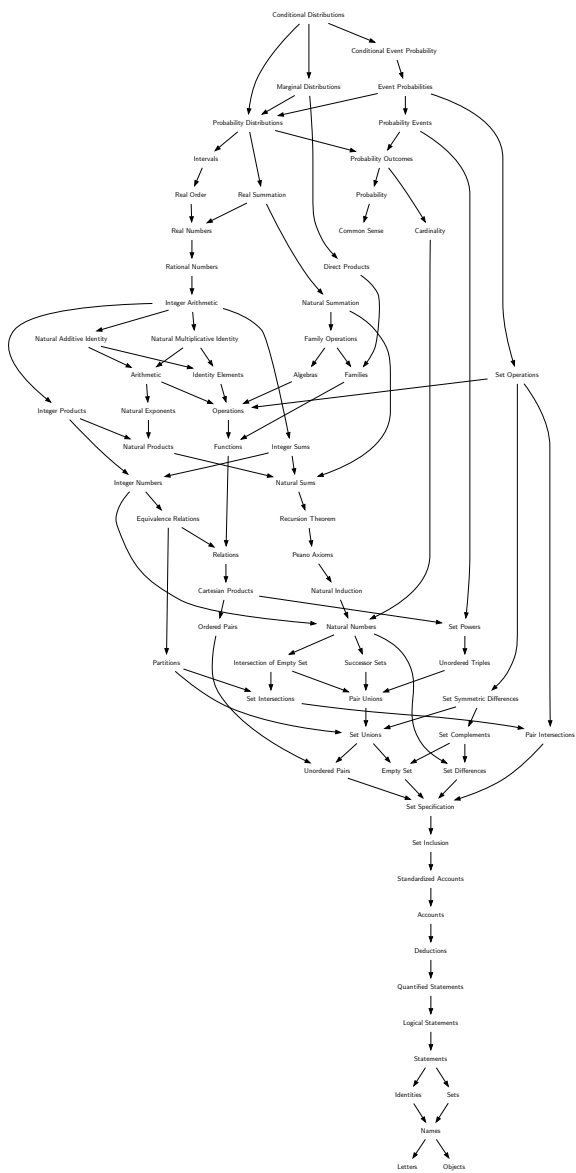 Conditional Distributions
Conditional Event Probability
Marginal Distributions
Event Probabilities
Probability Distributions
Probability Events
Intervals
Probability Outcomes
Real Order
Real Summation
Probability
Real Numbers
Common Sense
Cardinality
Rational Numbers
Direct Products
Integer Arithmetic
Natural Summation
Natural Additive Identity
Natural Multiplicative Identity
Family Operations
Arithmetic
Identity Elements
Algebras
Families
Set Operations
Integer Products
Natural Exponents
Operations
Natural Products
Functions
Integer Sums
Integer Numbers
Natural Sums
Equivalence Relations
Recursion Theorem
Relations
Peano Axioms
Cartesian Products
Natural Induction
Ordered Pairs
Natural Numbers
Set Powers
Partitions
Intersection of Empty Set
Successor Sets
Unordered Triples
Set Intersections
Pair Unions
Set Symmetric Differences
Set Unions
Set Complements
Pair Intersections
Unordered Pairs
Empty Set
Set Differences
Set Specification
Set Inclusion
Standardized Accounts
Accounts
Deductions
Quantified Statements
Logical Statements
Statements
Identities
Sets
Names
Letters
Objects